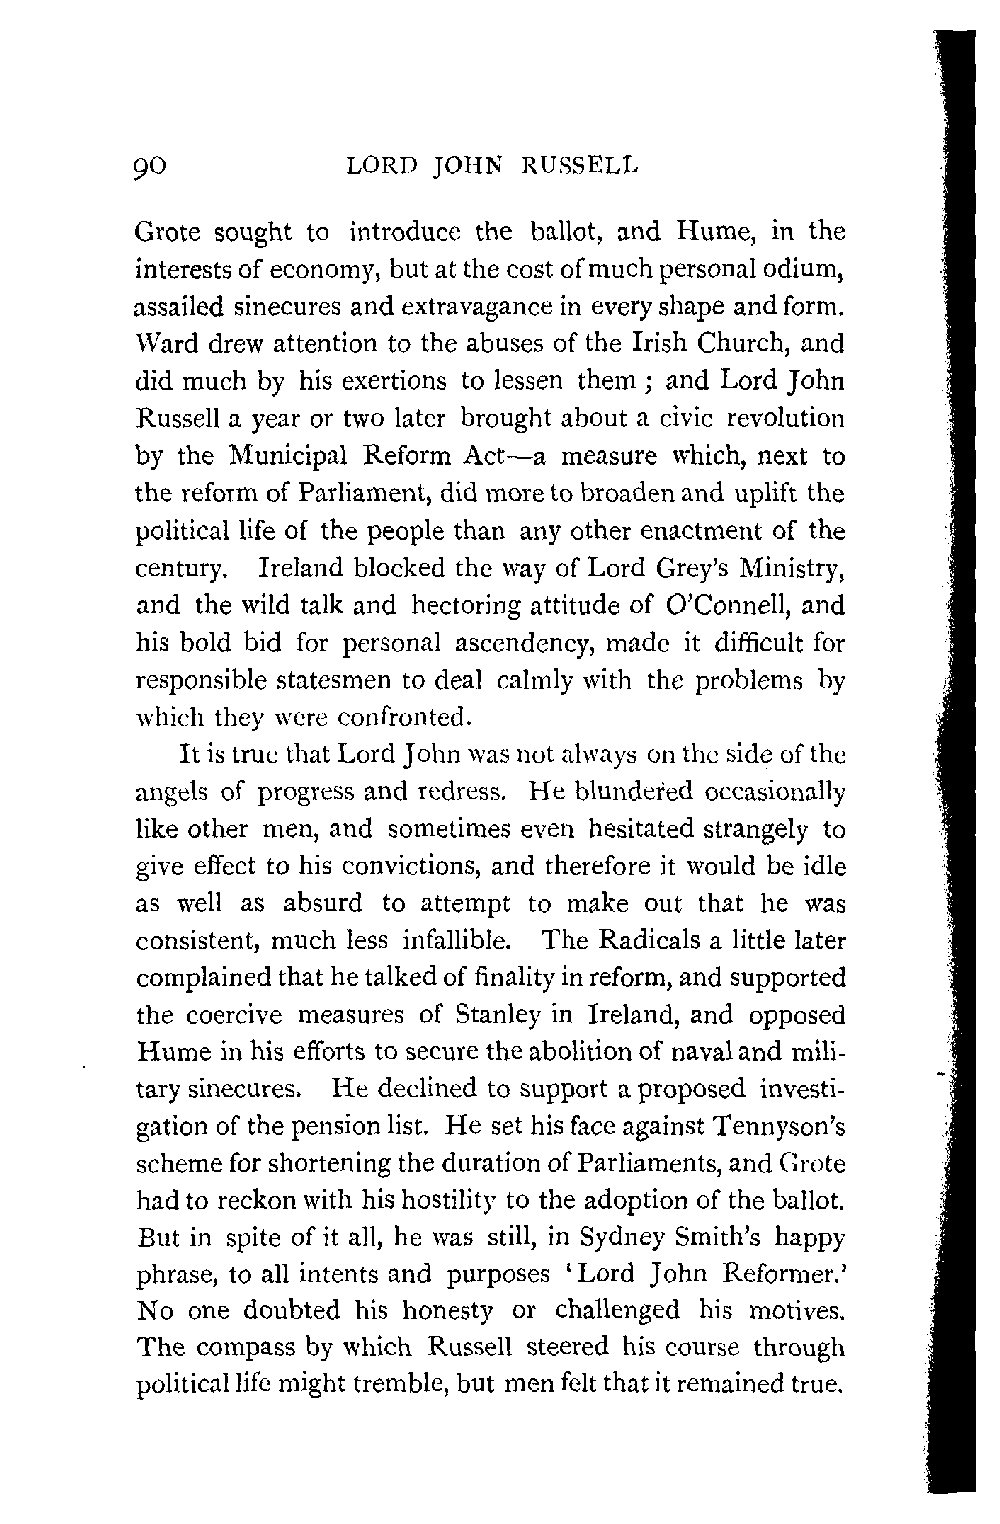 90 LORD JOHN RUSSELL
Grote sought to introduce the ballot, and Hume, in the
interests of economy, but at the cost of much personal odium,
assailed sinecures and extravagance in every shape and form.
Ward drew attention to the abuses of the Irish Church, and
did much by his exertions to lessen them ; and Lord John
Russell a year or two later brought about a civic revolution
by the Municipal Reform Act—a measure which, next to
the reform of Parliament, did more to broaden and uplift the
political life of the people than any other enactment of the
century. Ireland blocked the way of Lord Grey's Ministry,
and the wild talk and hectoring attitude of O'Connell, and
his bold bid for personal ascendency, made it difficult for
responsible statesmen to deal calmly with the problems by
which they were confronted.
It is true that Lord John was not always on the side of the
angels of progress and redress. He blundered occasionally
like other men, and sometimes even hesitated strangely to
give effect to his convictions, and therefore it would be idle
as well as absurd to attempt to make out that he was
consistent, much less infallible. The Radicals a little later
complained that he talked of finality in reform, and supported
the coercive measures of Stanley in Ireland, and opposed
Hume in his efforts to secure the abolition of naval and mili-
tary sinecures. He declined to support a proposed investi-
gation of the pension list. He set his face against Tennyson's
scheme for shortening the duration of Parliaments, and Grote
had to reckon with his hostility to the adoption of the ballot.
But in spite of it all, he was still, in Sydney Smith's happy
phrase, to all intents and purposes ‘Lord John Reformer.’
No one doubted his honesty or challenged his motives.
The compass by which Russell steered his course through
political life might tremble, but men felt that it remained true.